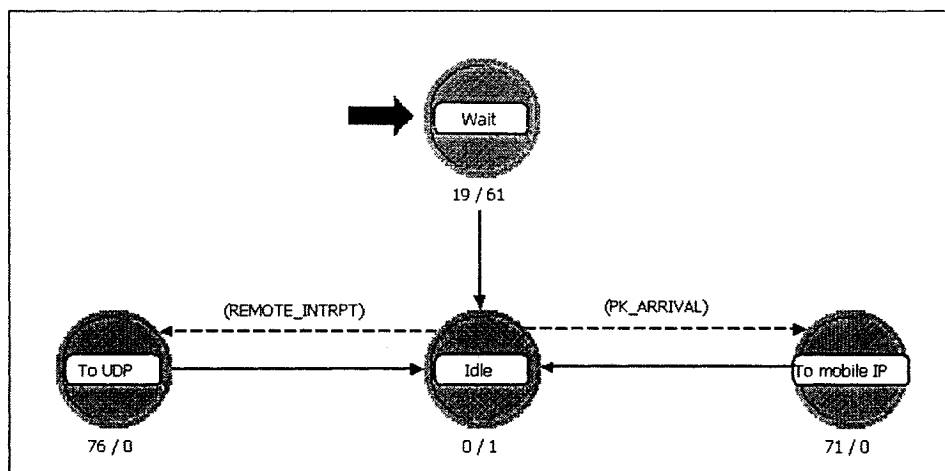 Wait
19 / 61
(REMOTE_INTRPT)
(PK_ARRIVAL)
To UDP
Idle
To mobile IP
76 / 0
0 / 1
71 / 0